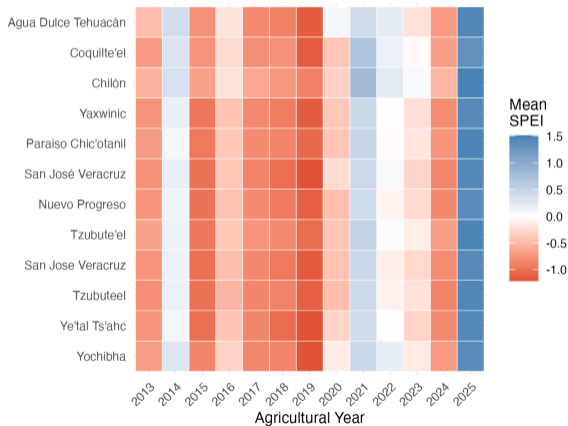 Agua Dulce Tehuacán
Coquilte'el
Chilón
Yaxwinic
Paraiso Chic'otanil
San José Veracruz
Nuevo Progreso
Tzubute'el
San Jose Veracruz
Tzubuteel
Ye'tal Ts'ahc
Yochibha
2013 2014 2015 2016 2017 2018 2019 2020 2021 2022 2023 2024 2025
Agricultural Year
Mean
SPEI
1.5
1.0
0.5
0.0
-0.5
-1.0